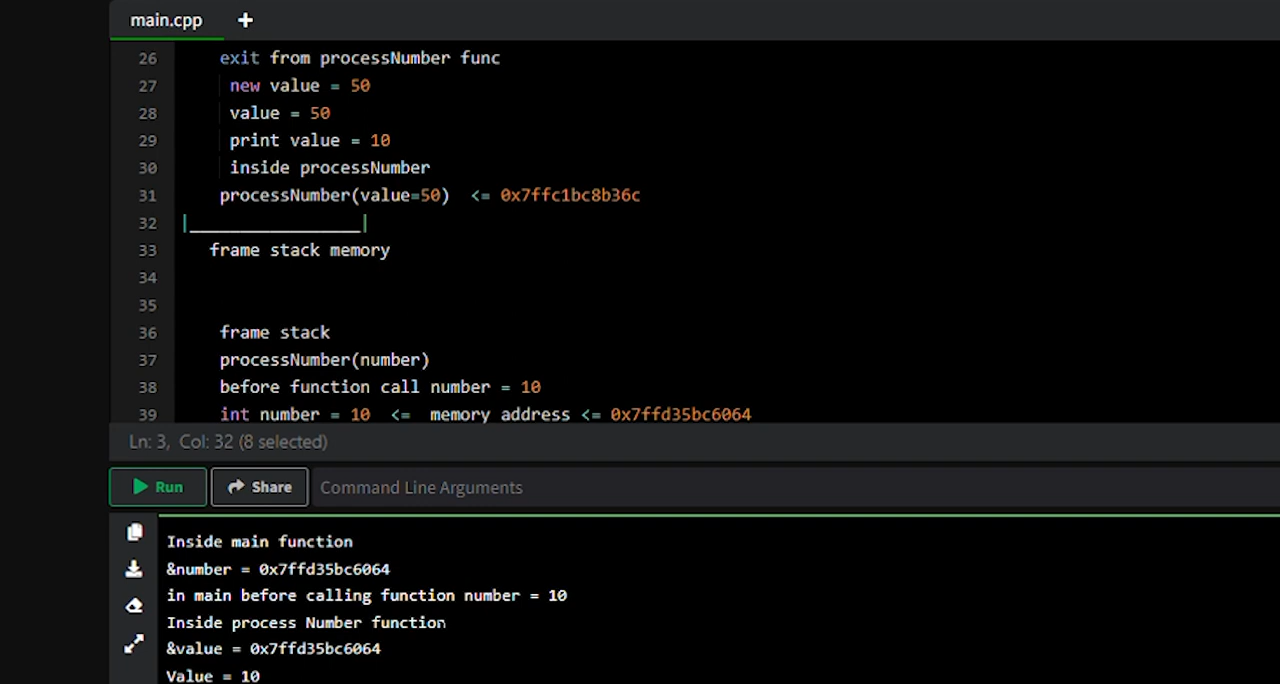 main.cpp +
26 exit from processNumber func
27 new value = 50
28 value = 50
29 print value = 10
30 inside processNumber
31 processNumber(value=50) <= 0x7ffc1bc8b36c
32 |_________________|
33 frame stack memory
34
35
36 frame stack
37 processNumber(number)
38 before function call number = 10
39 int number = 10 <= memory address <= 0x7ffd35bc6064
Ln: 3, Col: 32 (8 selected)
Run Share Command Line Arguments
Inside main function
&number = 0x7ffd35bc6064
in main before calling function number = 10
Inside process Number function
&value = 0x7ffd35bc6064
Value = 10